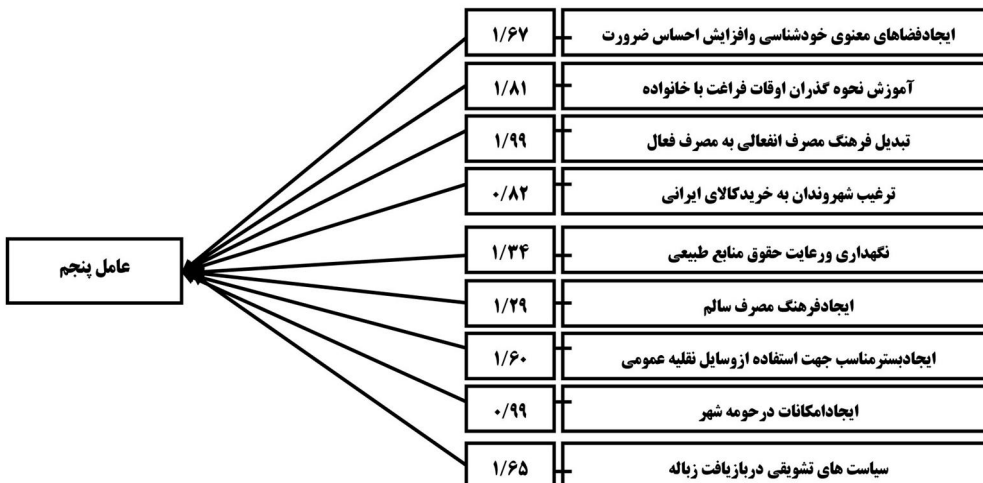 ایجادفضاهای معنوی خودشناسی وافزایش احساس ضرورت ۱/۶۷
آموزش نحوه گذران اوقات فراغت با خانواده ۱/۸۱
تبدیل فرهنگ مصرف انفعالی به مصرف فعال ۱/۹۹
ترغیب شهروندان به خریدکالای ایرانی ۰/۸۲
نگهداری ورعایت حقوق منابع طبیعی ۱/۳۴
عامل پنجم
ایجادفرهنگ مصرف سالم ۱/۲۹
ایجادبسترمناسب جهت استفاده ازوسایل نقلیه عمومی ۱/۶۰
ایجادامکانات درحومه شهر ۰/۹۹
سیاست های تشویقی دربازیافت زباله ۱/۶۵